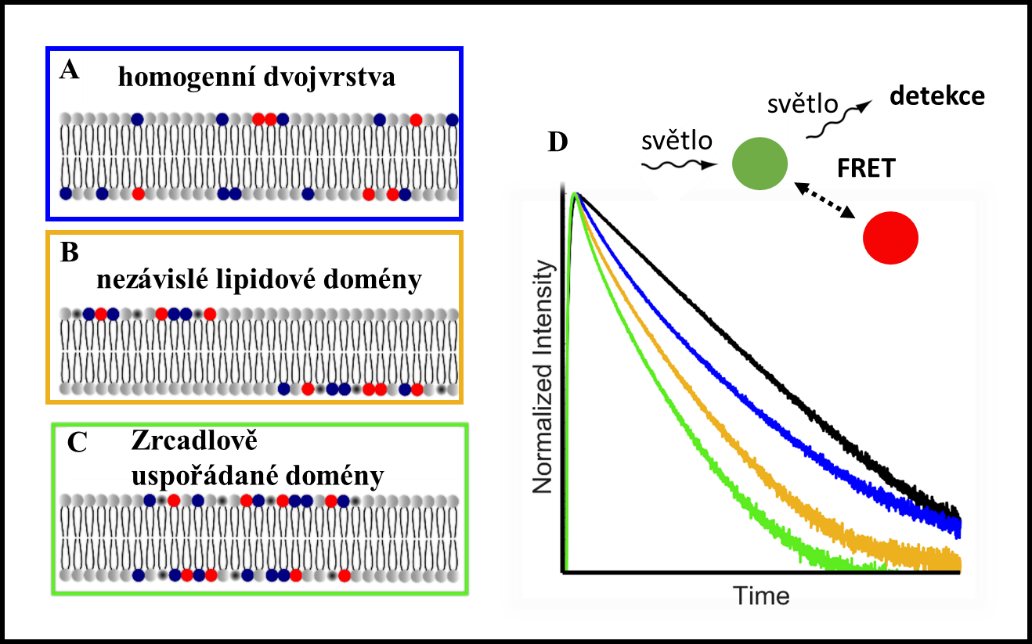 A
homogenní dvojvrstva
B
nezávislé lipidové domény
C
Zrcadlově
uspořádané domény
D
světlo
světlo
detekce
FRET
Normalized Intensity
Time